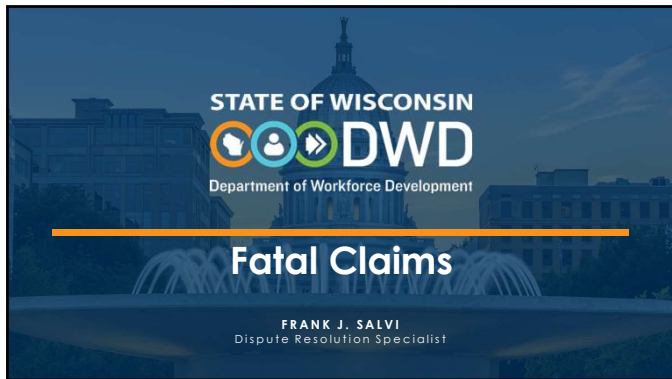 STATE OF WISCONSIN
DWD
Department of Workforce Development
Fatal Claims
FRANK J. SALVI
Dispute Resolution Specialist